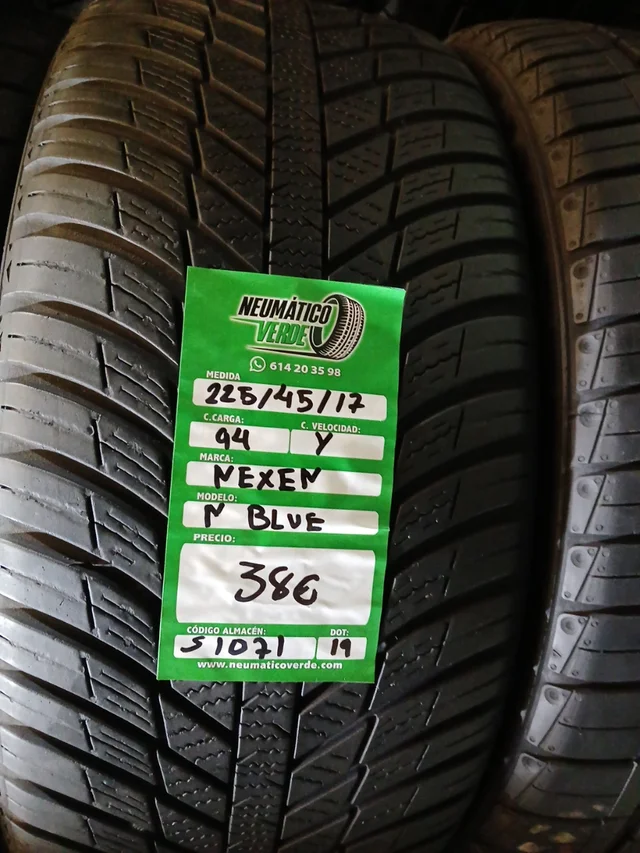 NEUMÁTICO
VERDE
614 20 35 98
MEDIDA
225/45/17
C.CARGA: C. VELOCIDAD:
94 Y
MARCA:
NEXEN
MODELO:
N BLUE
PRECIO:
38€
CÓDIGO ALMACÉN: DOT:
S1071 19
www.neumaticoverde.com